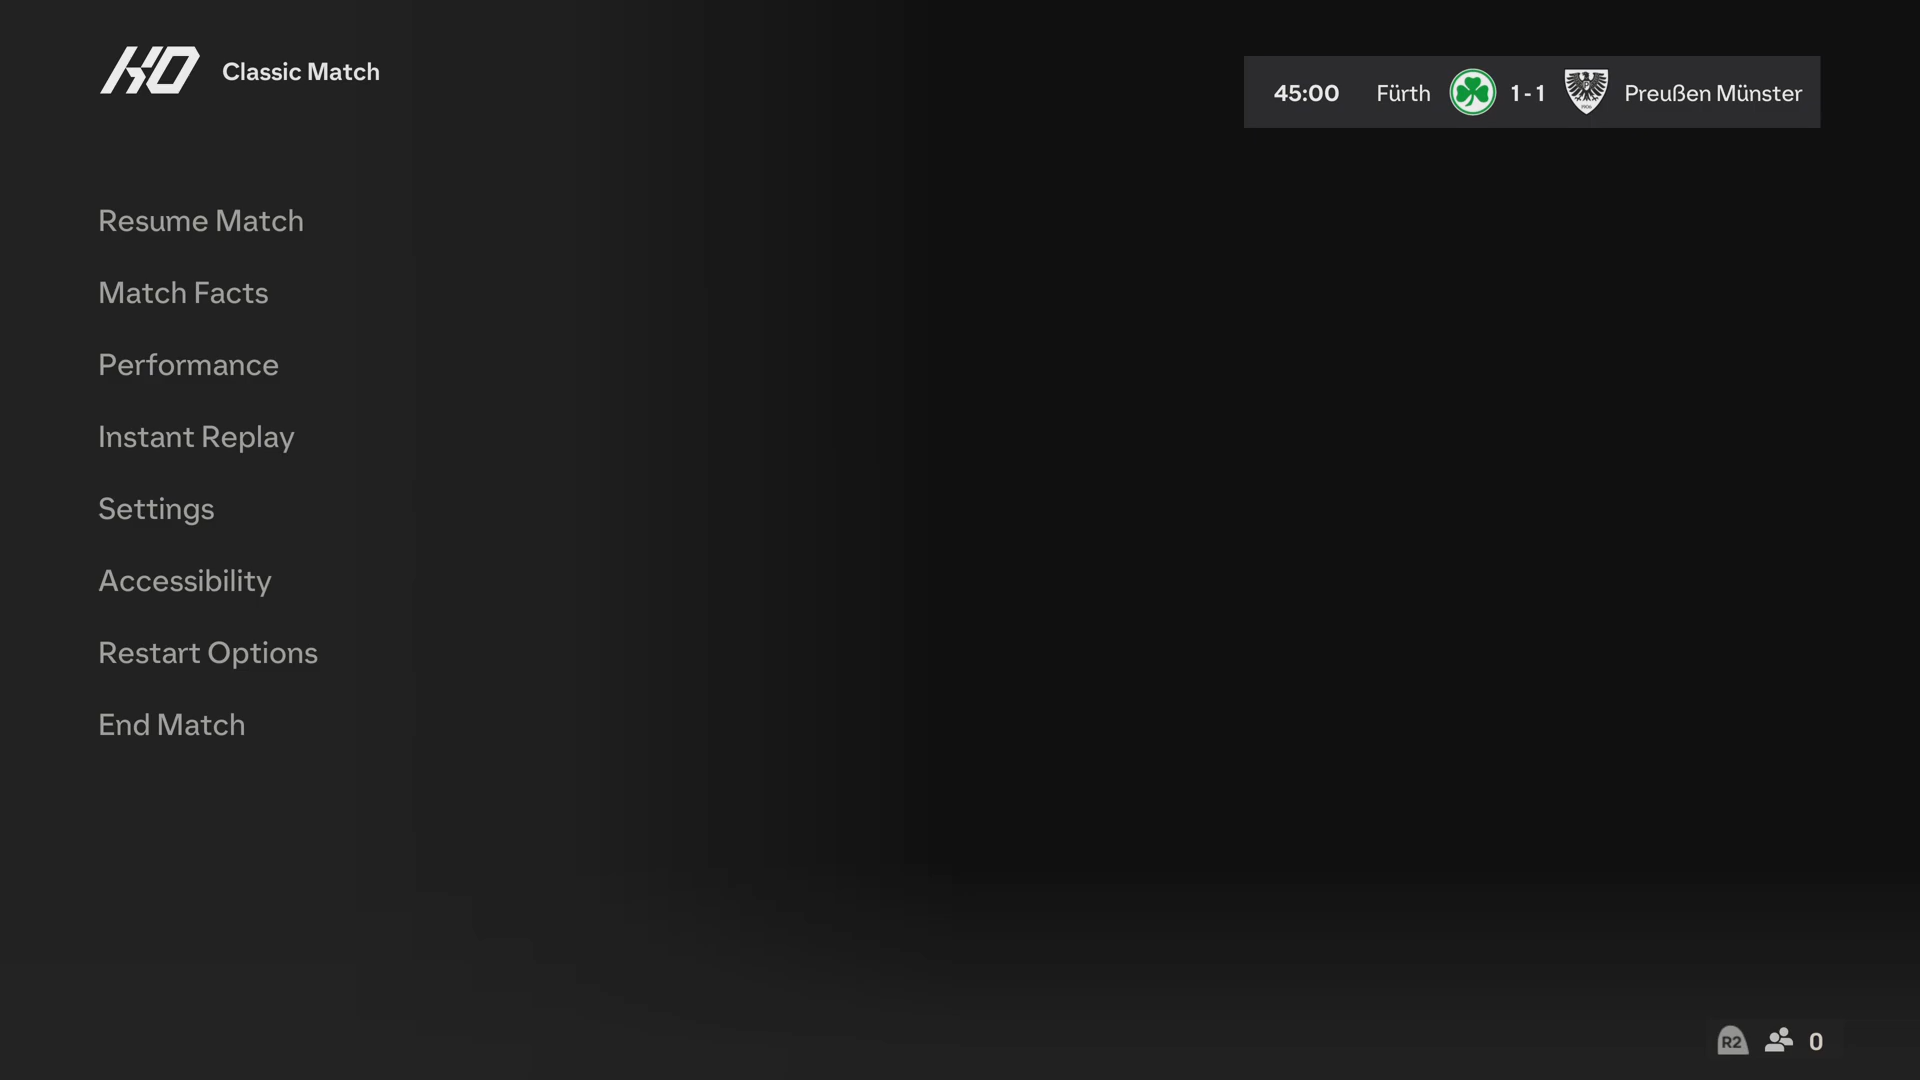 KO Classic Match
45:00 Fürth 1 - 1 Preußen Münster
Resume Match
Match Facts
Performance
Instant Replay
Settings
Accessibility
Restart Options
End Match
R2 0